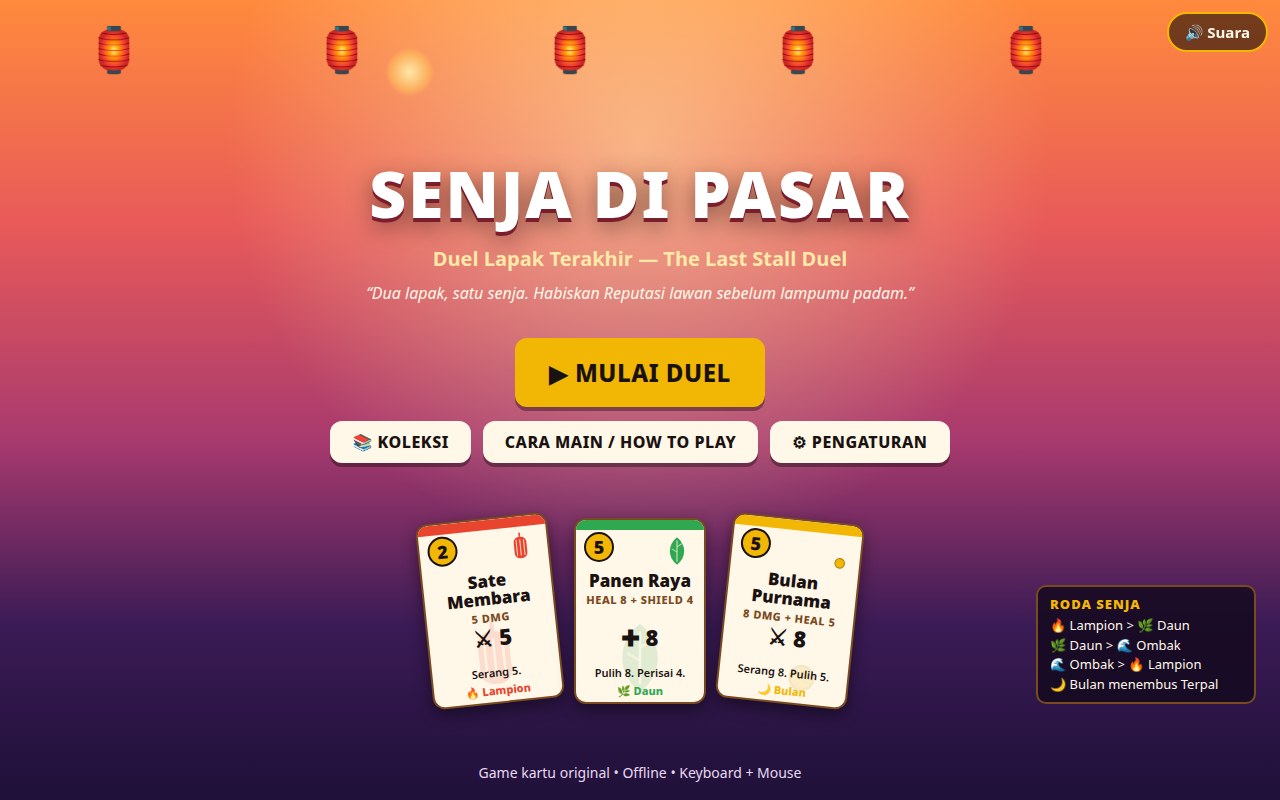 🔊 Suara
SENJA DI PASAR
Duel Lapak Terakhir — The Last Stall Duel
“Dua lapak, satu senja. Habiskan Reputasi lawan sebelum lampumu padam.”
▶ MULAI DUEL
📚 KOLEKSI
CARA MAIN / HOW TO PLAY
⚙ PENGATURAN
2
Sate
Membara
5 DMG
⚔ 5
Serang 5.
🔥 Lampion
5
Panen Raya
HEAL 8 + SHIELD 4
✚ 8
Pulih 8. Perisai 4.
🌿 Daun
5
Bulan
Purnama
8 DMG + HEAL 5
⚔ 8
Serang 8. Pulih 5.
🌙 Bulan
RODA SENJA
🔥 Lampion > 🌿 Daun
🌿 Daun > 🌊 Ombak
🌊 Ombak > 🔥 Lampion
🌙 Bulan menembus Terpal
Game kartu original • Offline • Keyboard + Mouse